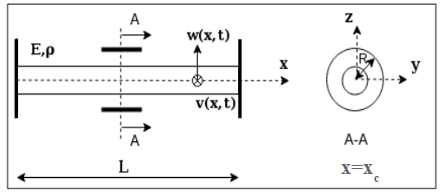 A
E,ρ
w(x,t)
x
v(x,t)
A
L
z
R
y
A-A
x=x_c